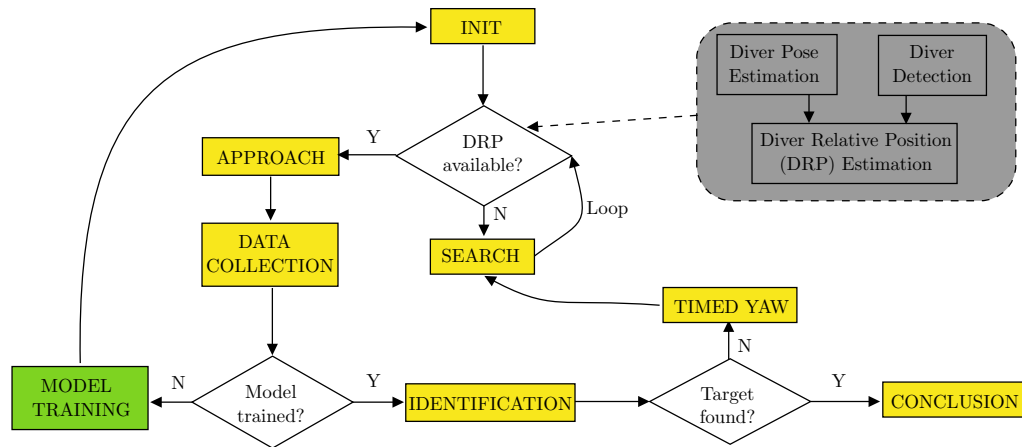 INIT
Diver Pose
Estimation
Diver
Detection
Diver Relative Position
(DRP) Estimation
Y
DRP
available?
APPROACH
N
Loop
DATA
COLLECTION
SEARCH
TIMED YAW
N
MODEL
TRAINING
N
Model
trained?
Y
IDENTIFICATION
Target
found?
Y
CONCLUSION